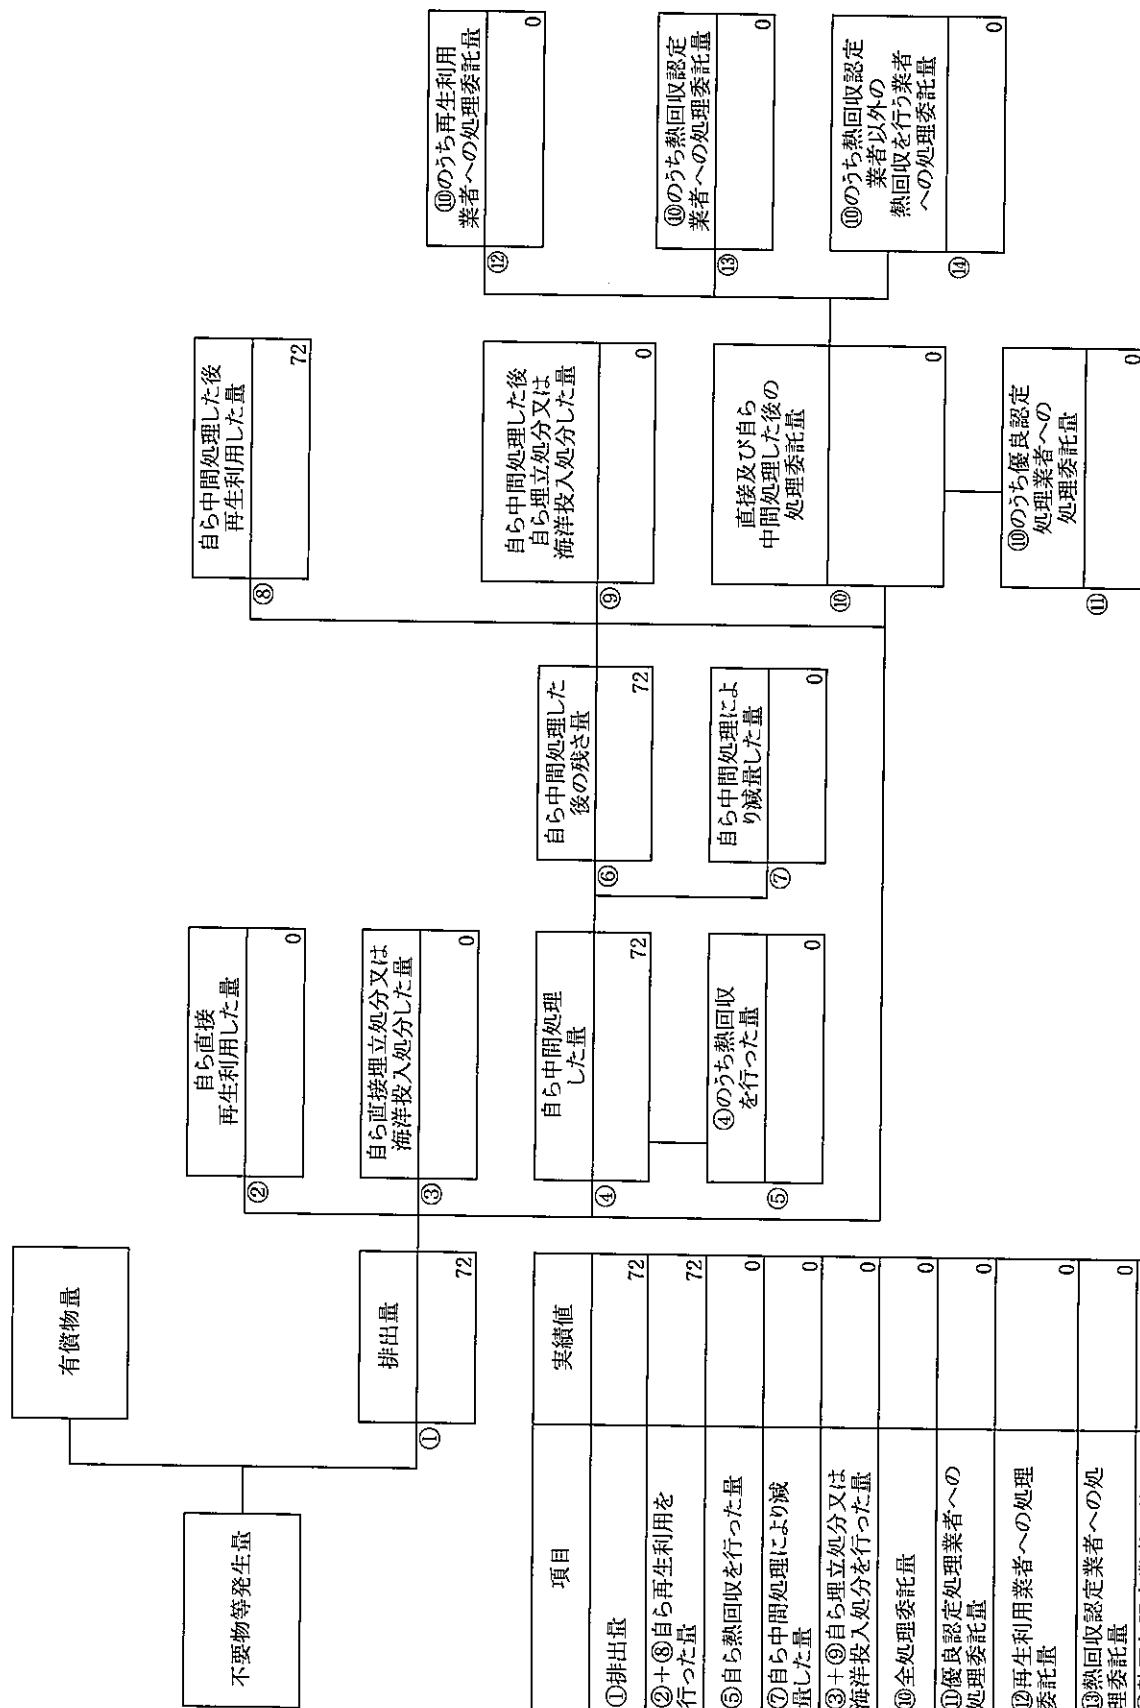 不要物等発生量
有償物量
①
排出量
72
②
自ら直接
再生利用した量
0
③
自ら直接埋立処分又は
海洋投入処分した量
0
④
自ら中間処理
した量
72
⑤
④のうち熱回収
を行った量
0
⑥
自ら中間処理した
後の残さ量
72
⑦
自ら中間処理によ
り減量した量
0
⑧
自ら中間処理した後
再生利用した量
72
⑨
自ら中間処理した後
自ら埋立処分又は
海洋投入処分した量
0
⑩
直接及び自ら
中間処理した後の
処理委託量
0
⑪
⑩のうち優良認定
処理業者への
処理委託量
0
⑫
⑩のうち再生利用
業者への処理委託量
0
⑬
⑩のうち熱回収認定
業者への処理委託量
0
⑭
⑩のうち熱回収認定
業者以外の
熱回収を行う業者
への処理委託量
0
項目
実績値
①排出量
72
②+⑧自ら再生利用を
行った量
72
⑤自ら熱回収を行った量
0
⑦自ら中間処理により減
量した量
0
③+⑨自ら埋立処分又は
海洋投入処分を行った量
0
⑩全処理委託量
0
⑪優良認定処理業者への
処理委託量
0
⑫再生利用業者への処理
委託量
0
⑬熱回収認定業者への処
理委託量
0